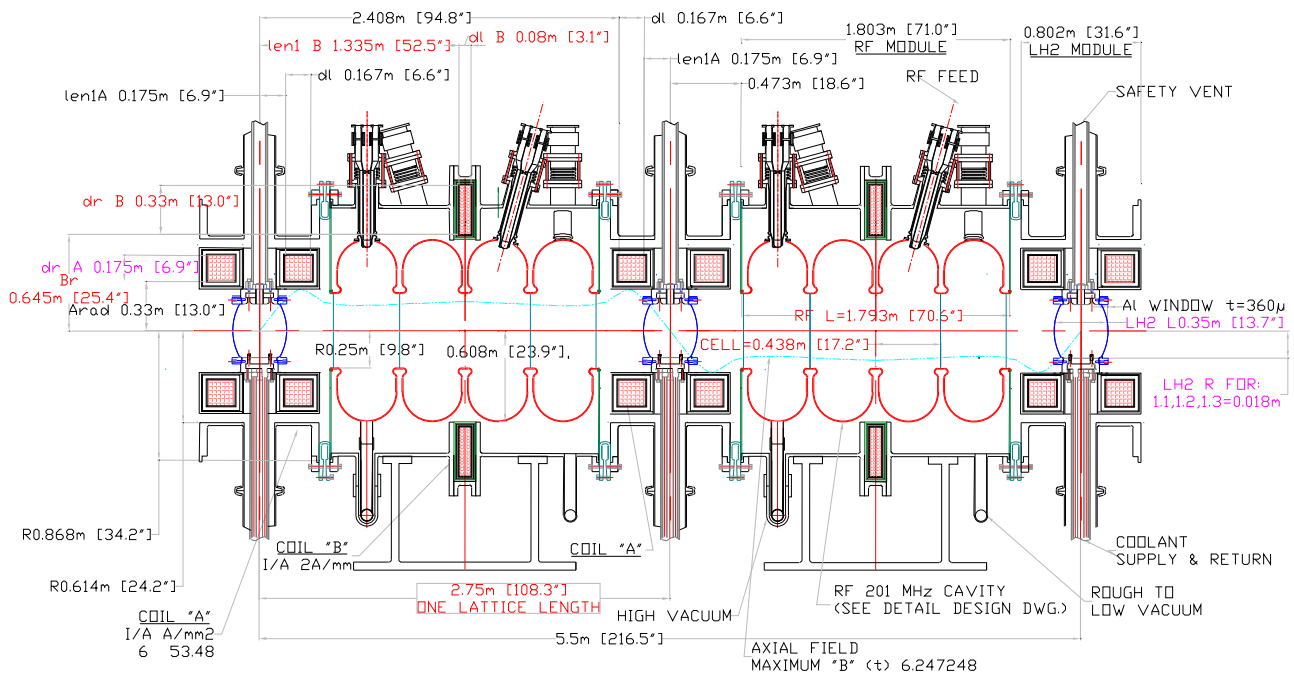 2.408m [94.8"]
dl 0.167m [6.6"]
len1 B 1.335m [52.5"]
dl B 0.08m [3.1"]
1.803m [71.0"]
RF MODULE
0.802m [31.6"]
LH2 MODULE
dl 0.167m [6.6"]
len1A 0.175m [6.9"]
len1A 0.175m [6.9"]
0.473m [18.6"]
RF FEED
SAFETY VENT
dr B 0.33m [13.0"]
dr A 0.175m [6.9"]
Br
0.645m [25.4"]
Arad 0.33m [13.0"]
Al WINDOW t=360μ
RF L=1.793m [70.6"]
LH2 L0.35m [13.7"]
R0.25m [9.8"]
0.608m [23.9"],
CELL=0.438m [17.2"]
LH2 R FOR:
1.1,1.2,1.3=0.018m
R0.868m [34.2"]
COIL "B"
I/A 2A/mm
COIL "A"
COOLANT
SUPPLY & RETURN
R0.614m [24.2"]
2.75m [108.3"]
ONE LATTICE LENGTH
RF 201 MHz CAVITY
(SEE DETAIL DESIGN DWG.)
ROUGH TO
LOW VACUUM
COIL "A"
I/A A/mm2
6 53.48
HIGH VACUUM
5.5m [216.5"]
AXIAL FIELD
MAXIMUM "B" (t) 6.247248